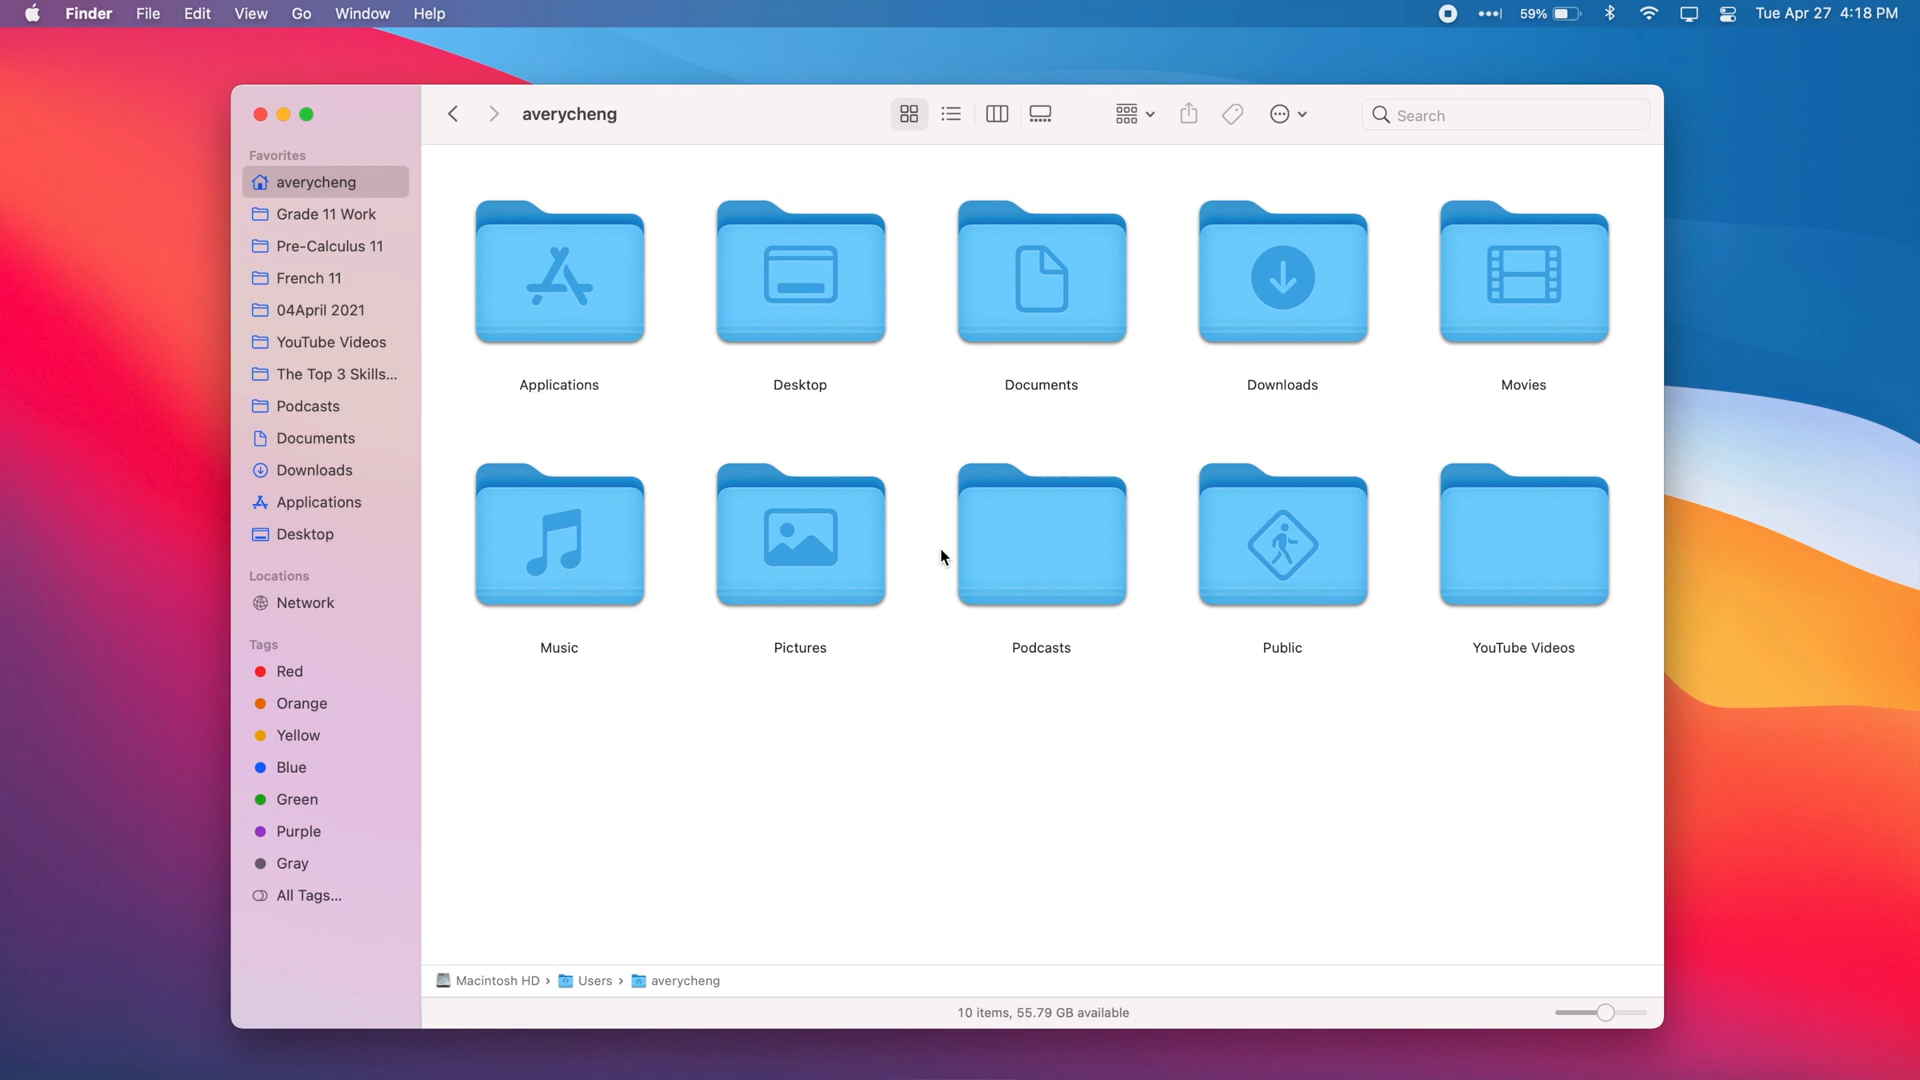 Finder File Edit View Go Window Help 59% Tue Apr 27 4:18 PM
averycheng Search
Favorites
averycheng
Grade 11 Work
Pre-Calculus 11
French 11
04April 2021
YouTube Videos
The Top 3 Skills...
Podcasts
Documents
Downloads
Applications
Desktop
Locations
Network
Tags
Red
Orange
Yellow
Blue
Green
Purple
Gray
All Tags...
Applications Desktop Documents Downloads Movies
Music Pictures Podcasts Public YouTube Videos
Macintosh HD › Users › averycheng
10 items, 55.79 GB available